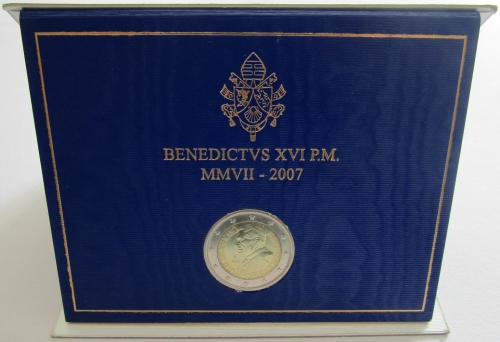 BENEDICTVS XVI P.M.
MMVII - 2007